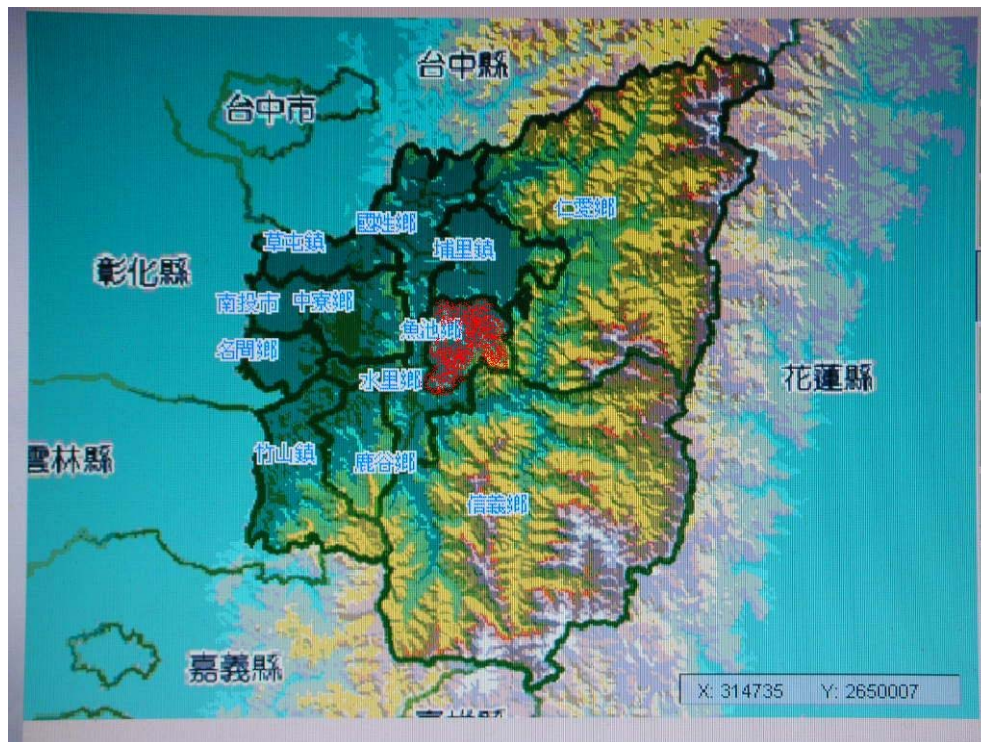 台中縣
台中市
國姓鄉
仁愛鄉
草屯鎮
埔里鎮
彰化縣
南投市
中寮鄉
魚池鄉
名間鄉
水里鄉
花蓮縣
竹山鎮
鹿谷鄉
雲林縣
信義鄉
嘉義縣
X: 314735 Y: 2650007